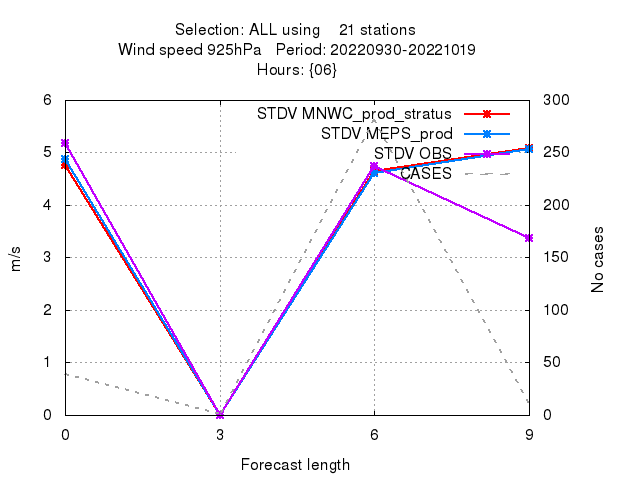 Selection: ALL using    21 stations
Wind speed 925hPa   Period: 20220930-20221019
Hours: {06}
STDV MNWC_prod_stratus
STDV MEPS_prod
STDV OBS
CASES
6
5
4
3
2
1
0
m/s
300
250
200
150
100
50
0
No cases
0 3 6 9
Forecast length